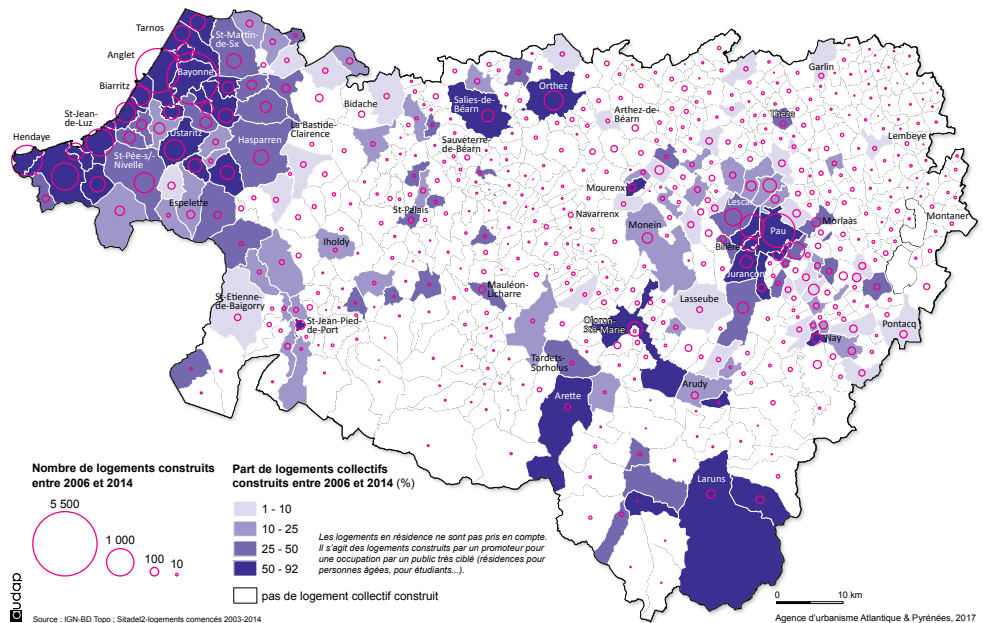 Tarnos
St-Martin-
de-Sx
Anglet
Bayonne
Biarritz
St-Jean-
de-Luz
Hendaye
Ustaritz
St-Pée-s/-
Nivelle
Hasparren
La Bastide-
Clairence
Bidache
Espelette
Salies-de-
Béarn
Orthez
Sauveterre-
de-Béarn
Arthez-de-
Béarn
Garlin
Thèze
Lembeye
Mourenx
Navarrenx
Monein
Lescar
Pau
Billère
Morlaàs
Jurançon
Montaner
St-Palais
Iholdy
Mauléon-
Licharre
St-Etienne-
de-Baïgorry
St-Jean-Pied-
de-Port
Oloron-
Ste-Marie
Lasseube
Nay
Pontacq
Tardets-
Sorholus
Arudy
Arette
Laruns
Nombre de logements construits
entre 2006 et 2014
5 500
1 000
100
10
Part de logements collectifs
construits entre 2006 et 2014 (%)
1 - 10
10 - 25
25 - 50
50 - 92
pas de logement collectif construit
Les logements en résidence ne sont pas pris en compte.
Il s'agit des logements construits par un promoteur pour
une occupation par un public très ciblé (résidences pour
personnes âgées, pour étudiants...).
0 10 km
audap
Source : IGN-BD Topo ; Sitadel2-logements comencés 2003-2014
Agence d'urbanisme Atlantique & Pyrénées, 2017